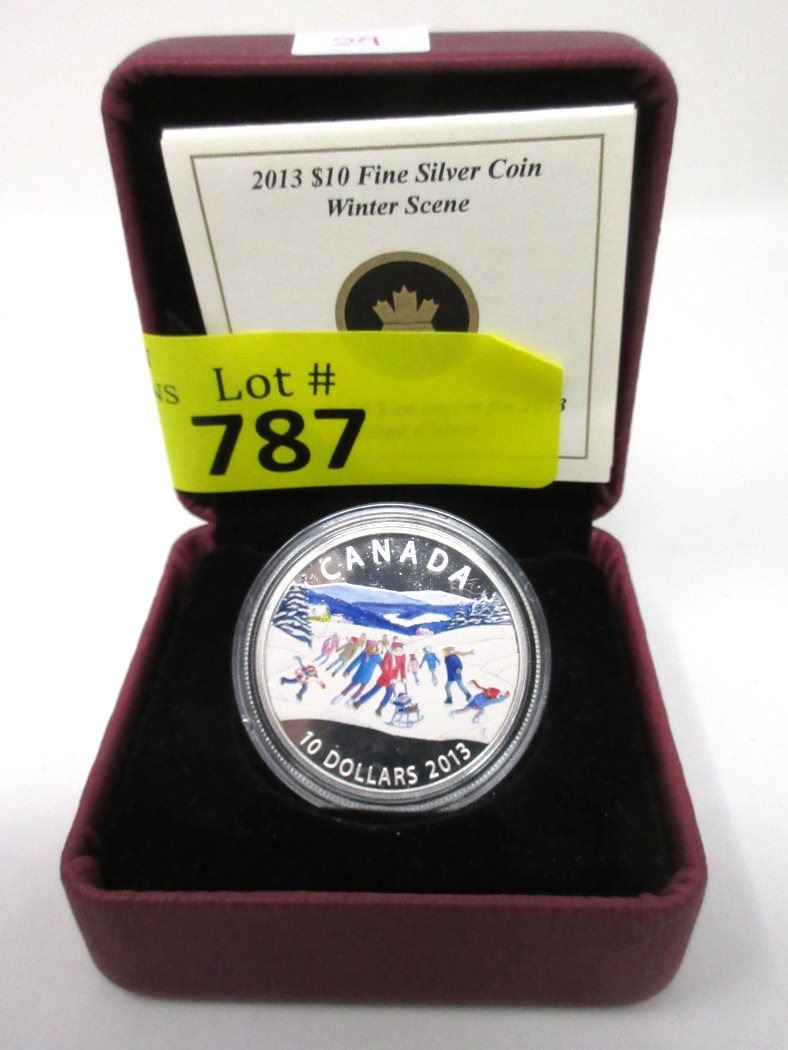 2013 $10 Fine Silver Coin
Winter Scene
Lot #
787
CANADA
10 DOLLARS 2013